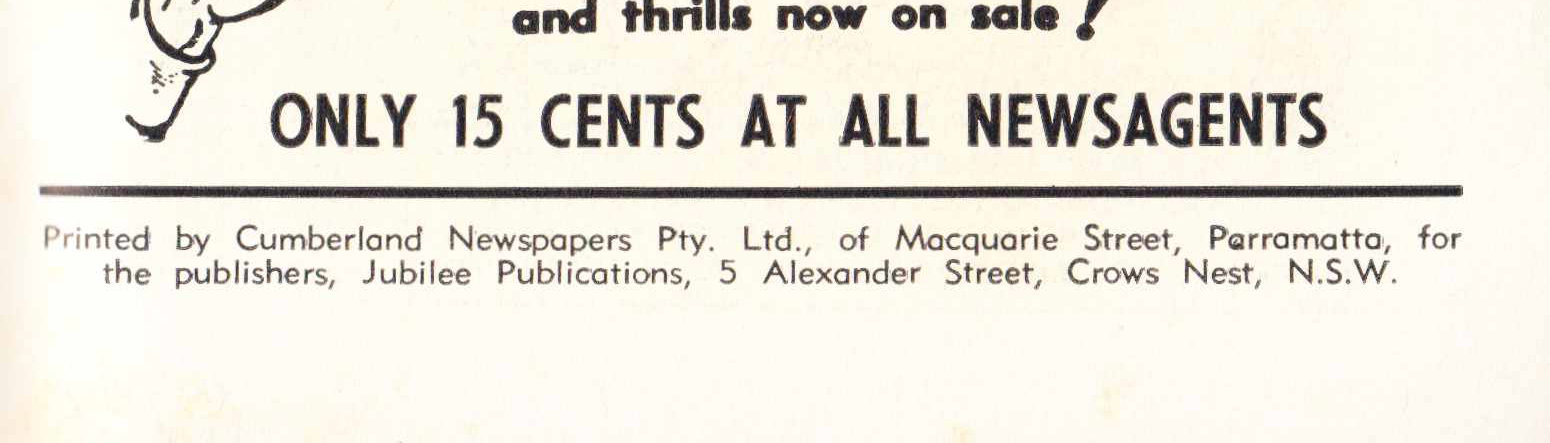 and thrills now on sale!
ONLY 15 CENTS AT ALL NEWSAGENTS
Printed by Cumberland Newspapers Pty. Ltd., of Macquarie Street, Parramatta, for
the publishers, Jubilee Publications, 5 Alexander Street, Crows Nest, N.S.W.